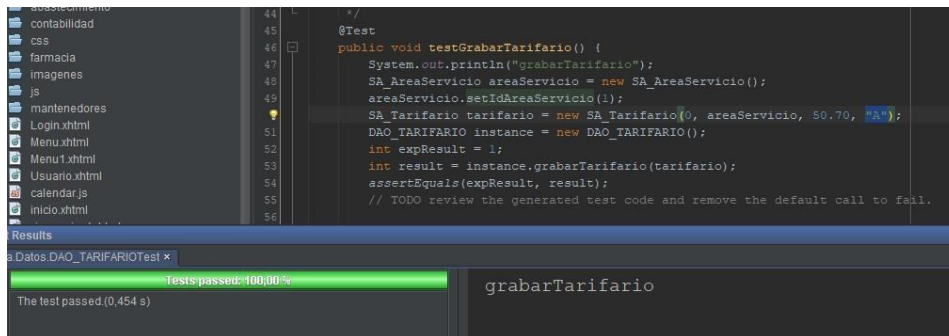 abastecimiento
contabilidad
css
farmacia
imagenes
js
mantenedores
Login.xhtml
Menu.xhtml
Menu1.xhtml
Usuario.xhtml
calendar.js
inicio.xhtml
44 */
45 @Test
46 public void testGrabarTarifario() {
47 System.out.println("grabarTarifario");
48 SA_AreaServicio areaServicio = new SA_AreaServicio();
49 areaServicio.setIdAreaServicio(1);
SA_Tarifario tarifario = new SA_Tarifario(0, areaServicio, 50.70, "A");
51 DAO_TARIFARIO instance = new DAO_TARIFARIO();
52 int expResult = 1;
53 int result = instance.grabarTarifario(tarifario);
54 assertEquals(expResult, result);
55 // TODO review the generated test code and remove the default call to fail.
56
t Results
a.Datos.DAO_TARIFARIOTest ×
Tests passed: 100,00 %
The test passed.(0,454 s)
grabarTarifario